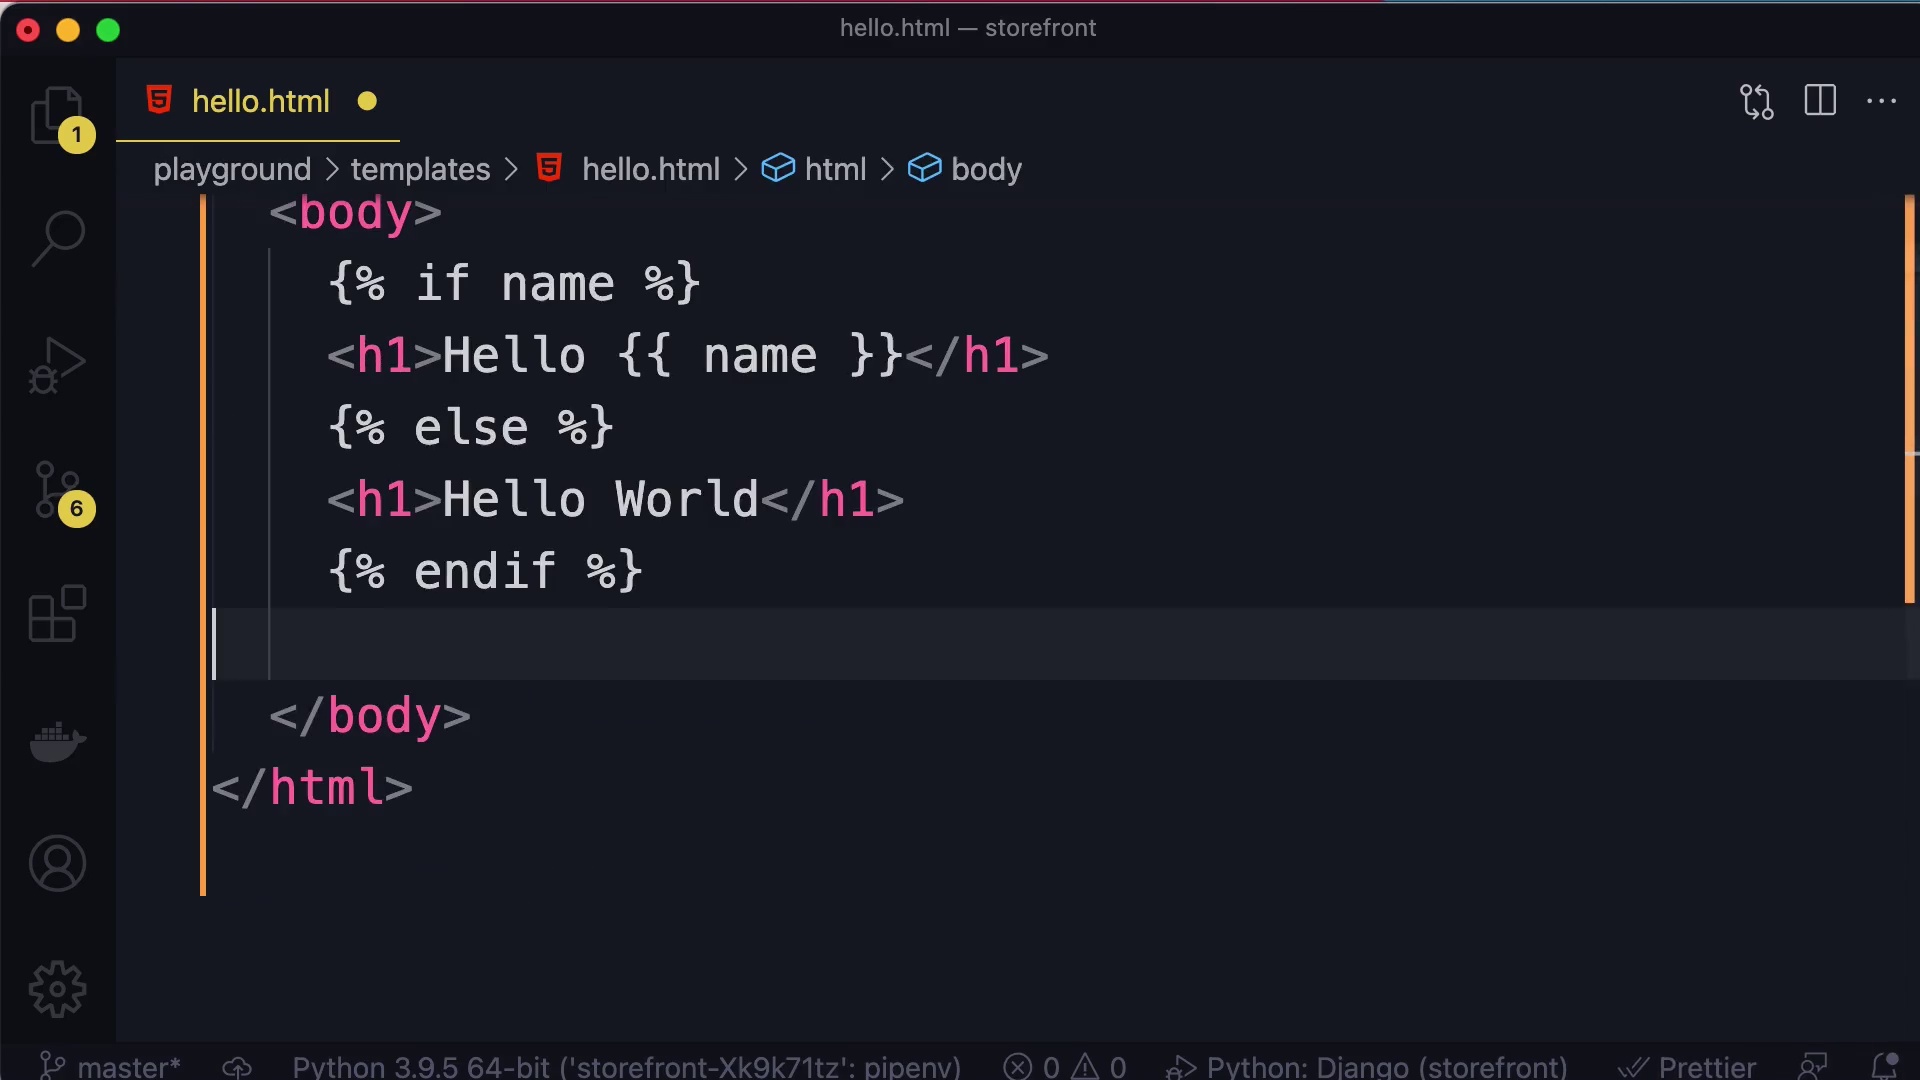 hello.html — storefront
hello.html
1
playground > templates > hello.html > html > body
<body>
{% if name %}
<h1>Hello {{ name }}</h1>
{% else %}
<h1>Hello World</h1>
{% endif %}
6
</body>
</html>
master* Python 3.9.5 64-bit ('storefront-Xk9k71tz': pipenv) 0 0 Python: Django (storefront) Prettier